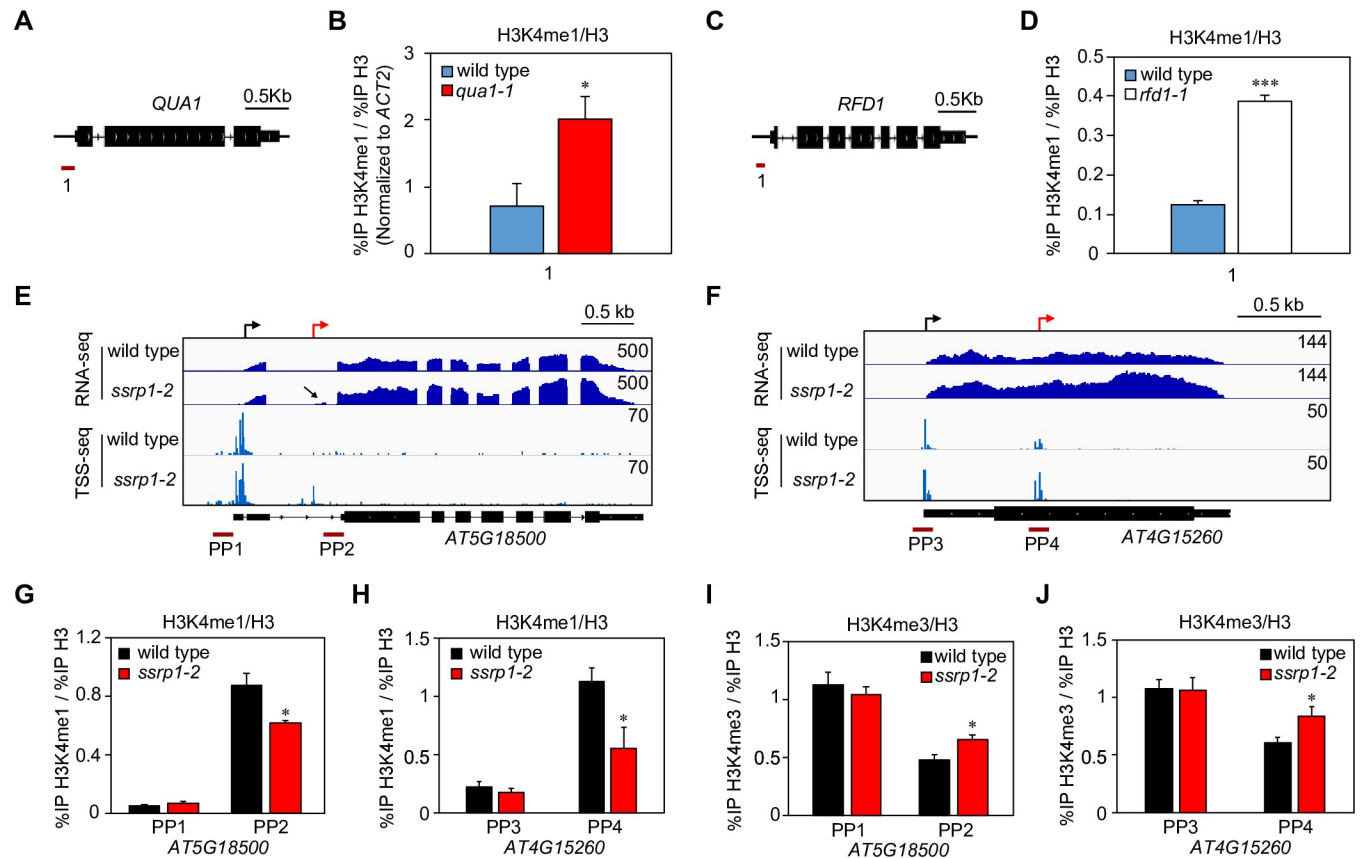 A
QUA1
0.5Kb
1
B
H3K4me1/H3
%IP H3K4me1 / %IP H3
(Normalized to ACT2)
3
2
1
0
wild type
qua1-1
*
1
C
RFD1
0.5Kb
1
D
H3K4me1/H3
%IP H3K4me1 / %IP H3
0.5
0.4
0.3
0.2
0.1
0
wild type
rfd1-1
***
1
E
0.5 kb
RNA-seq
wild type
500
ssrp1-2
500
TSS-seq
wild type
70
ssrp1-2
70
PP1
PP2
AT5G18500
F
0.5 kb
RNA-seq
wild type
144
ssrp1-2
144
TSS-seq
wild type
50
ssrp1-2
50
PP3
PP4
AT4G15260
G
H3K4me1/H3
%IP H3K4me1 / %IP H3
1.2
0.8
0.4
0
wild type
ssrp1-2
*
PP1
PP2
AT5G18500
H
H3K4me1/H3
%IP H3K4me1 / %IP H3
1.5
1
0.5
0
wild type
ssrp1-2
*
PP3
PP4
AT4G15260
I
H3K4me3/H3
%IP H3K4me3 / %IP H3
1.5
1
0.5
0
wild type
ssrp1-2
*
PP1
PP2
AT5G18500
J
H3K4me3/H3
%IP H3K4me3 / %IP H3
1.5
1
0.5
0
wild type
ssrp1-2
*
PP3
PP4
AT4G15260